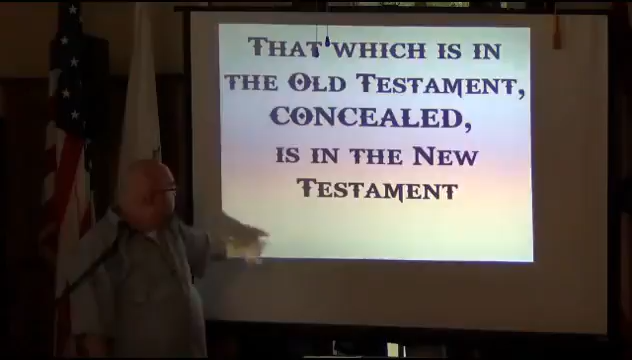 THAT WHICH IS IN
THE OLD TESTAMENT,
CONCEALED,
IS IN THE NEW
TESTAMENT